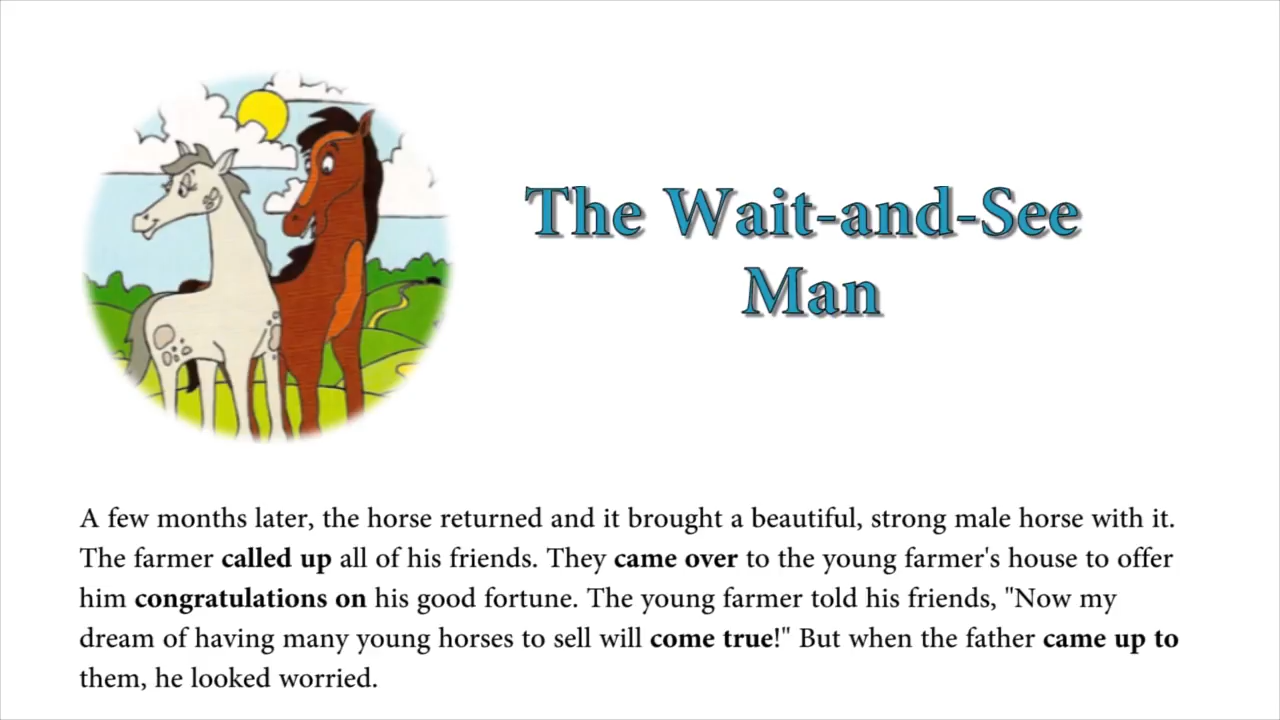 The Wait-and-See
Man
A few months later, the horse returned and it brought a beautiful, strong male horse with it.
The farmer called up all of his friends. They came over to the young farmer's house to offer
him congratulations on his good fortune. The young farmer told his friends, "Now my
dream of having many young horses to sell will come true!" But when the father came up to
them, he looked worried.